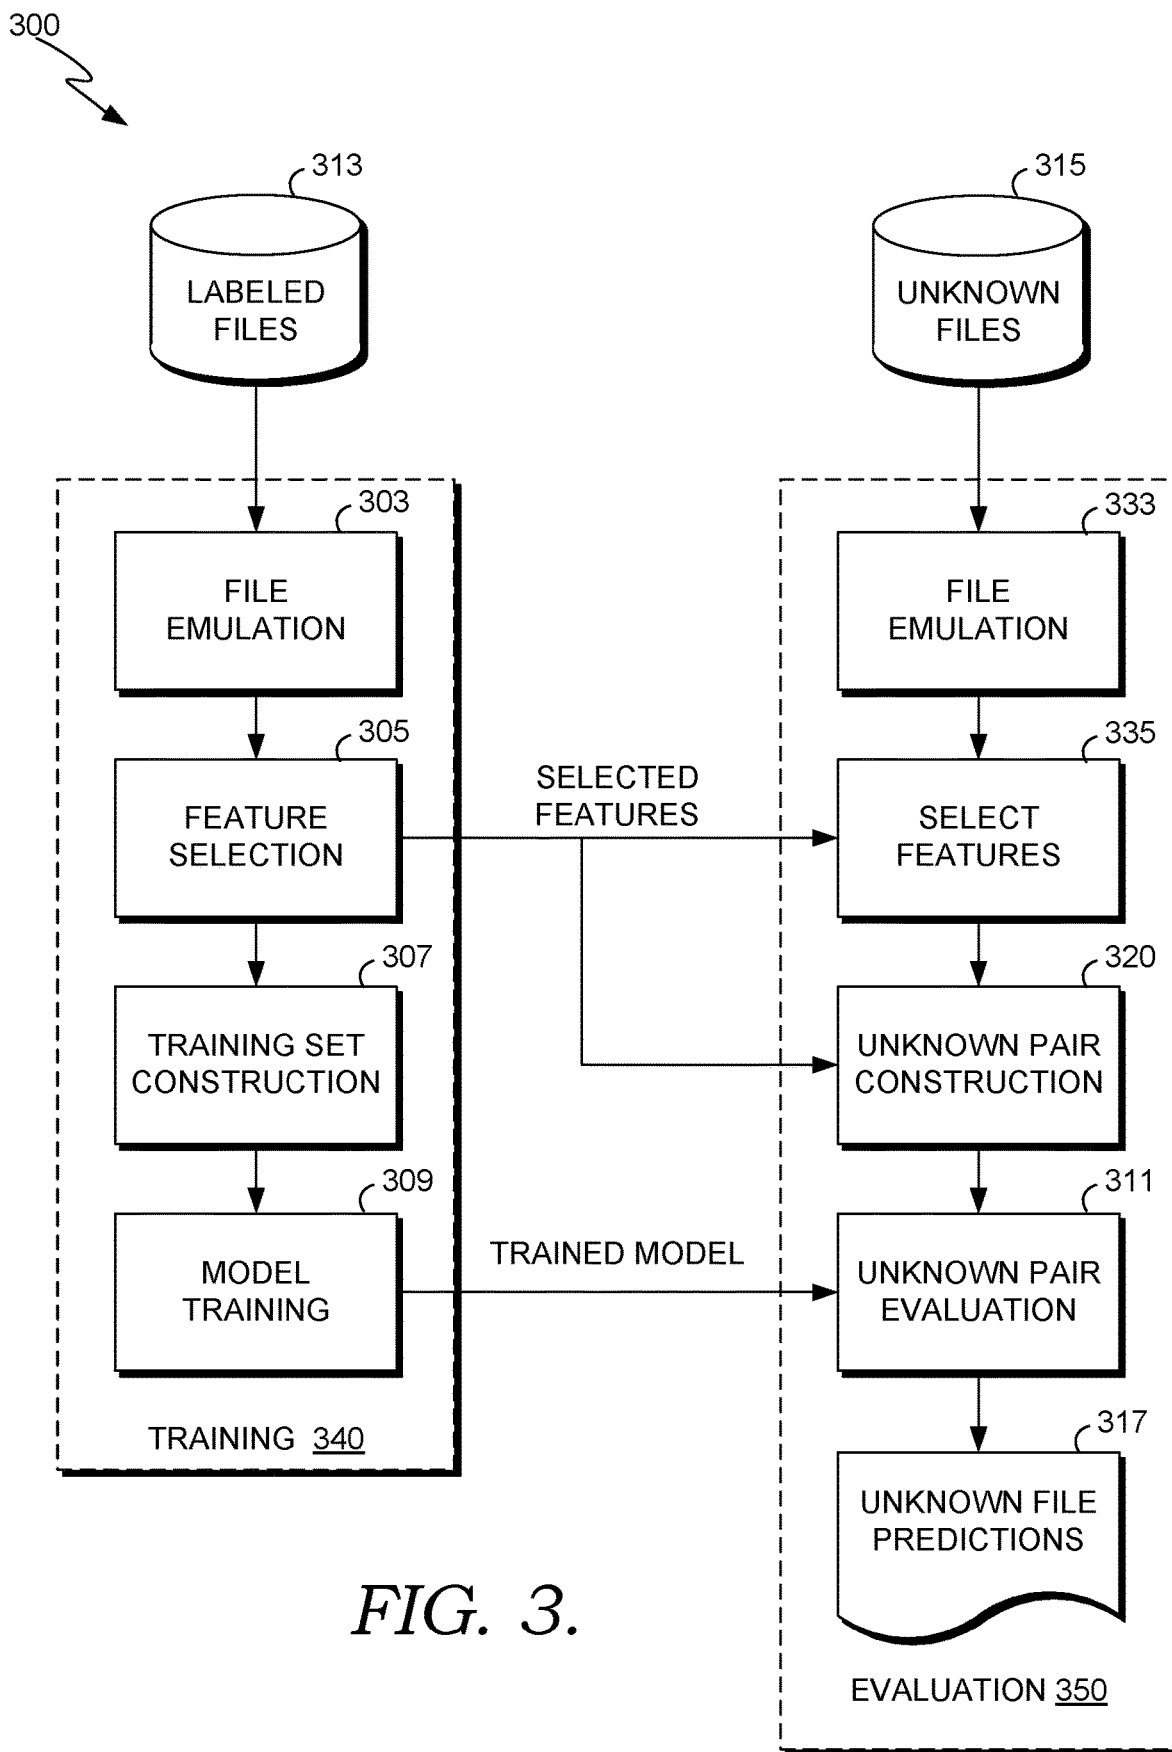 300
313
LABELED
FILES
315
UNKNOWN
FILES
303
FILE
EMULATION
305
FEATURE
SELECTION
307
TRAINING SET
CONSTRUCTION
309
MODEL
TRAINING
TRAINING 340
SELECTED
FEATURES
TRAINED MODEL
333
FILE
EMULATION
335
SELECT
FEATURES
320
UNKNOWN PAIR
CONSTRUCTION
311
UNKNOWN PAIR
EVALUATION
317
UNKNOWN FILE
PREDICTIONS
EVALUATION 350
FIG. 3.